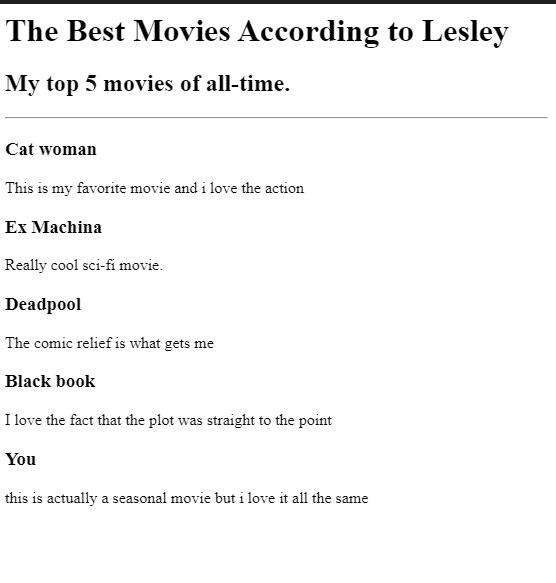 The Best Movies According to Lesley
My top 5 movies of all-time.
Cat woman
This is my favorite movie and i love the action
Ex Machina
Really cool sci-fi movie.
Deadpool
The comic relief is what gets me
Black book
I love the fact that the plot was straight to the point
You
this is actually a seasonal movie but i love it all the same